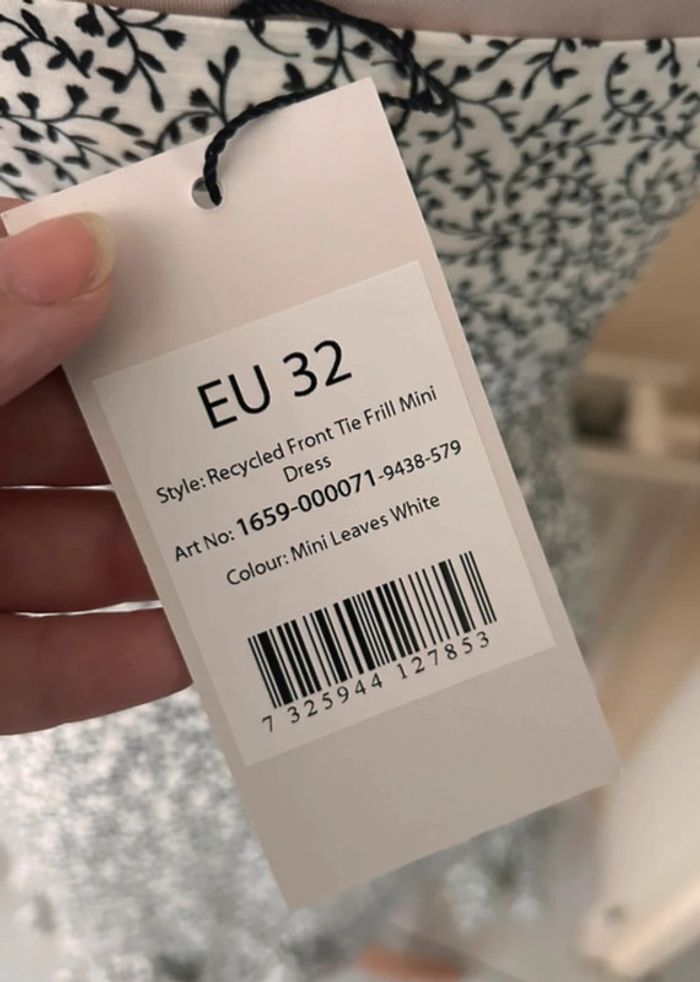 EU 32
Style: Recycled Front Tie Frill Mini
Dress
Art No: 1659-000071-9438-579
Colour: Mini Leaves White
7 325944 127853